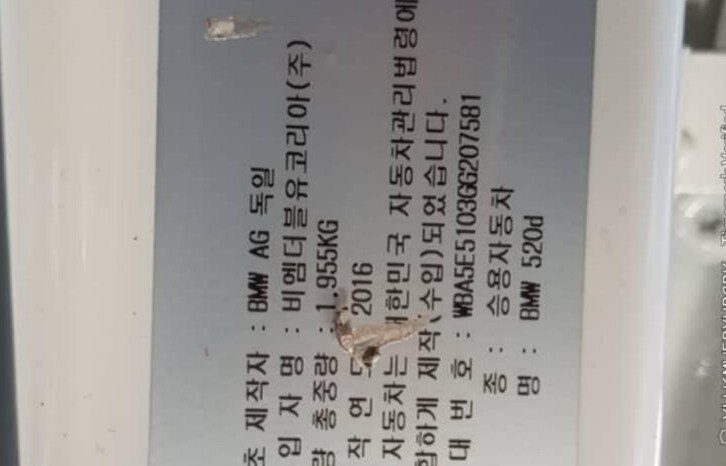 초 제작자 : BMW AG 독일
입 자 명 : 비엠더블유코리아(주)
량 총중량 : 1,955KG
작 연 : 2016
자동차는 대한민국 자동차관리법령에
합하게 제작(수입)되었습니다.
대 번 호 : WBA5E5103GG207581
종 : 승용자동차
명 : BMW 520d